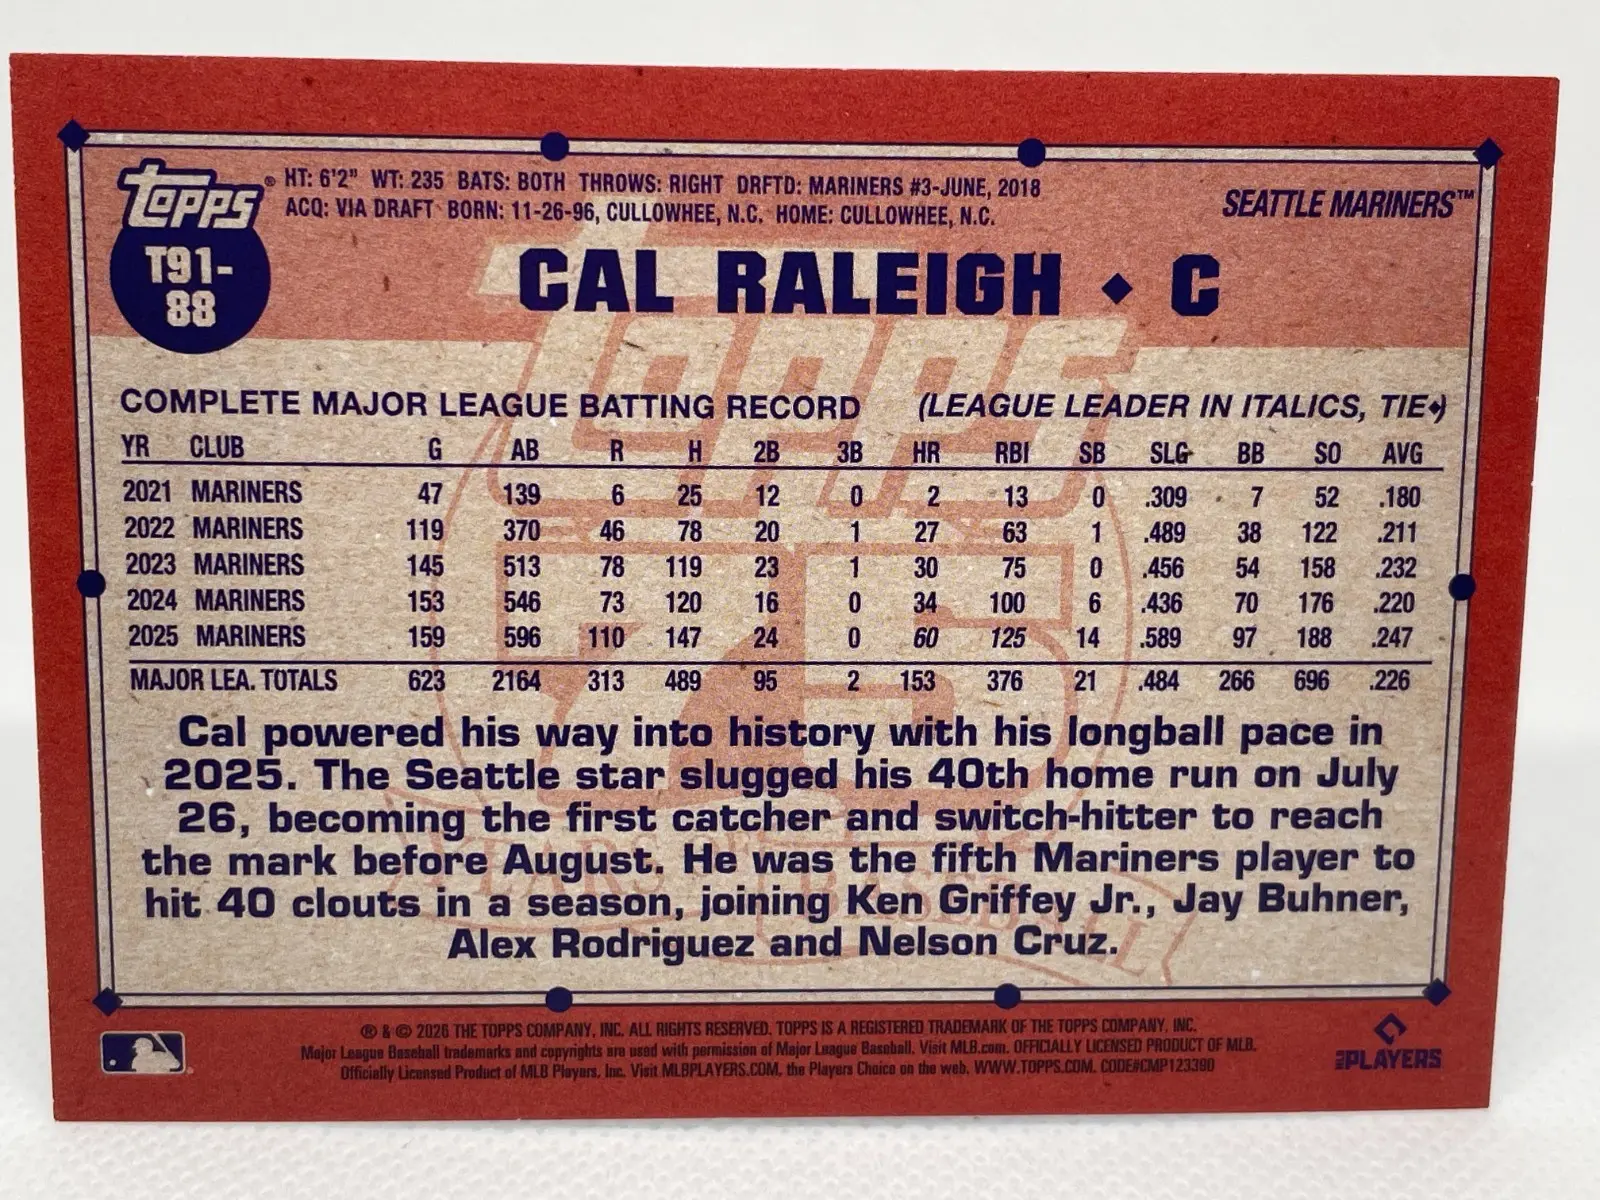 Topps® HT: 6'2" WT: 235 BATS: BOTH THROWS: RIGHT DRFTD: MARINERS #3-JUNE, 2018
ACQ: VIA DRAFT BORN: 11-26-96, CULLOWHEE, N.C. HOME: CULLOWHEE, N.C.
SEATTLE MARINERS™
T91-
88
CAL RALEIGH ◆ C
COMPLETE MAJOR LEAGUE BATTING RECORD (LEAGUE LEADER IN ITALICS, TIE◆)
YR CLUB G AB R H 2B 3B HR RBI SB SLG BB SO AVG
2021 MARINERS 47 139 6 25 12 0 2 13 0 .309 7 52 .180
2022 MARINERS 119 370 46 78 20 1 27 63 1 .489 38 122 .211
2023 MARINERS 145 513 78 119 23 1 30 75 0 .456 54 158 .232
2024 MARINERS 153 546 73 120 16 0 34 100 6 .436 70 176 .220
2025 MARINERS 159 596 110 147 24 0 60 125 14 .589 97 188 .247
MAJOR LEA. TOTALS 623 2164 313 489 95 2 153 376 21 .484 266 696 .226
Cal powered his way into history with his longball pace in
2025. The Seattle star slugged his 40th home run on July
26, becoming the first catcher and switch-hitter to reach
the mark before August. He was the fifth Mariners player to
hit 40 clouts in a season, joining Ken Griffey Jr., Jay Buhner,
Alex Rodriguez and Nelson Cruz.
Topps
75
YEARS BASEBALL
® & © 2026 THE TOPPS COMPANY, INC. ALL RIGHTS RESERVED. TOPPS IS A REGISTERED TRADEMARK OF THE TOPPS COMPANY, INC.
Major League Baseball trademarks and copyrights are used with permission of Major League Baseball. Visit MLB.com. OFFICIALLY LICENSED PRODUCT OF MLB.
Officially Licensed Product of MLB Players, Inc. Visit MLBPLAYERS.COM, the Players Choice on the web. WWW.TOPPS.COM. CODE#CMP123390
MLB PLAYERS